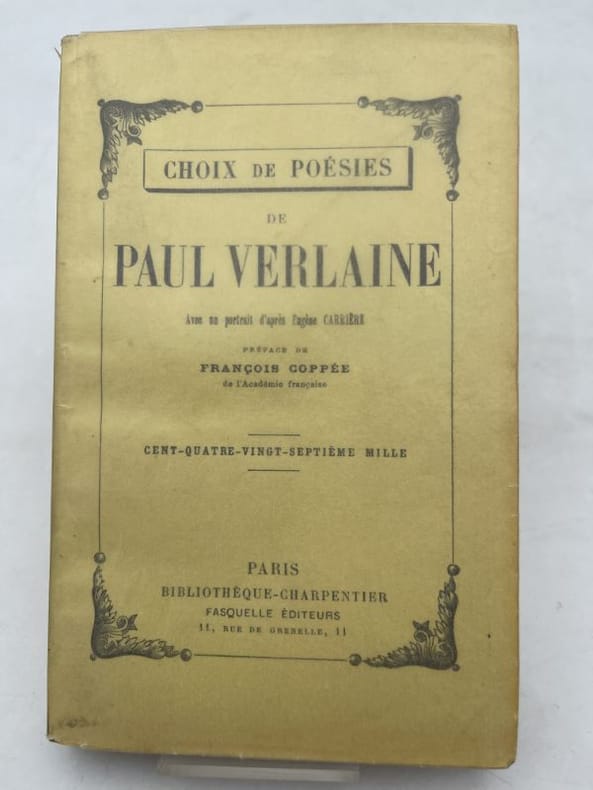 CHOIX DE POÉSIES
DE
PAUL VERLAINE
Avec un portrait d'après Eugène CARRIÈRE
PRÉFACE DE
FRANÇOIS COPPÉE
de l'Académie française
CENT-QUATRE-VINGT-SEPTIÈME MILLE
PARIS
BIBLIOTHÈQUE-CHARPENTIER
FASQUELLE ÉDITEURS
11, RUE DE GRENELLE, 11